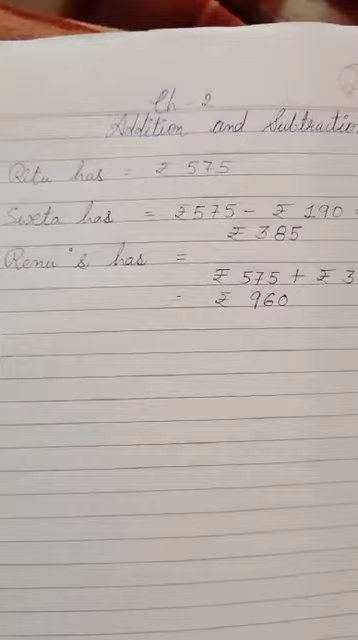 Ch - 2
Addition and Subtraction
Ritu has = ₹ 575
Sweta has = ₹575 - ₹ 190 =
₹ 385
Renu's has =
₹ 575 + ₹ 3
= ₹ 960